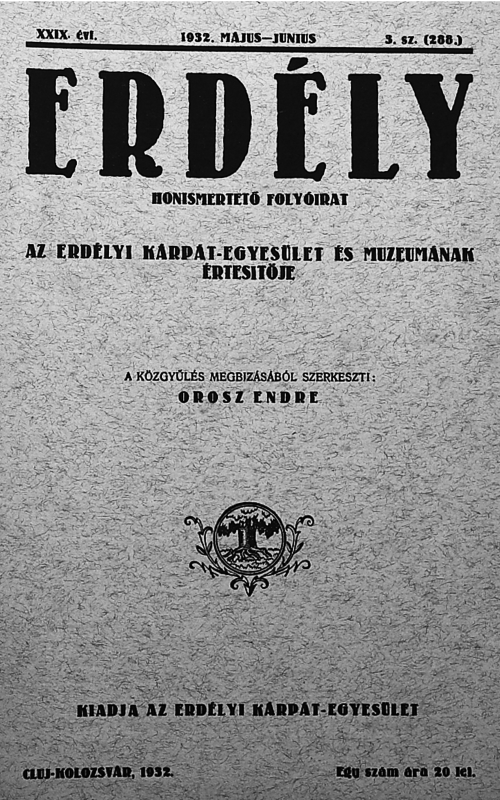 XXIX. évf. 1932. MÁJUS—JUNIUS 3. sz. (288.)
ERDÉLY
HONISMERTETŐ FOLYÓIRAT
AZ ERDÉLYI KÁRPÁT-EGYESÜLET ÉS MUZEUMÁNAK
ÉRTESITŐJE
A KÖZGYŰLÉS MEGBIZÁSÁBÓL SZERKESZTI:
OROSZ ENDRE
KIADJA AZ ERDÉLYI KÁRPÁT-EGYESÜLET
CLUJ-KOLOZSVÁR, 1932. Egy szám ára 20 lei.